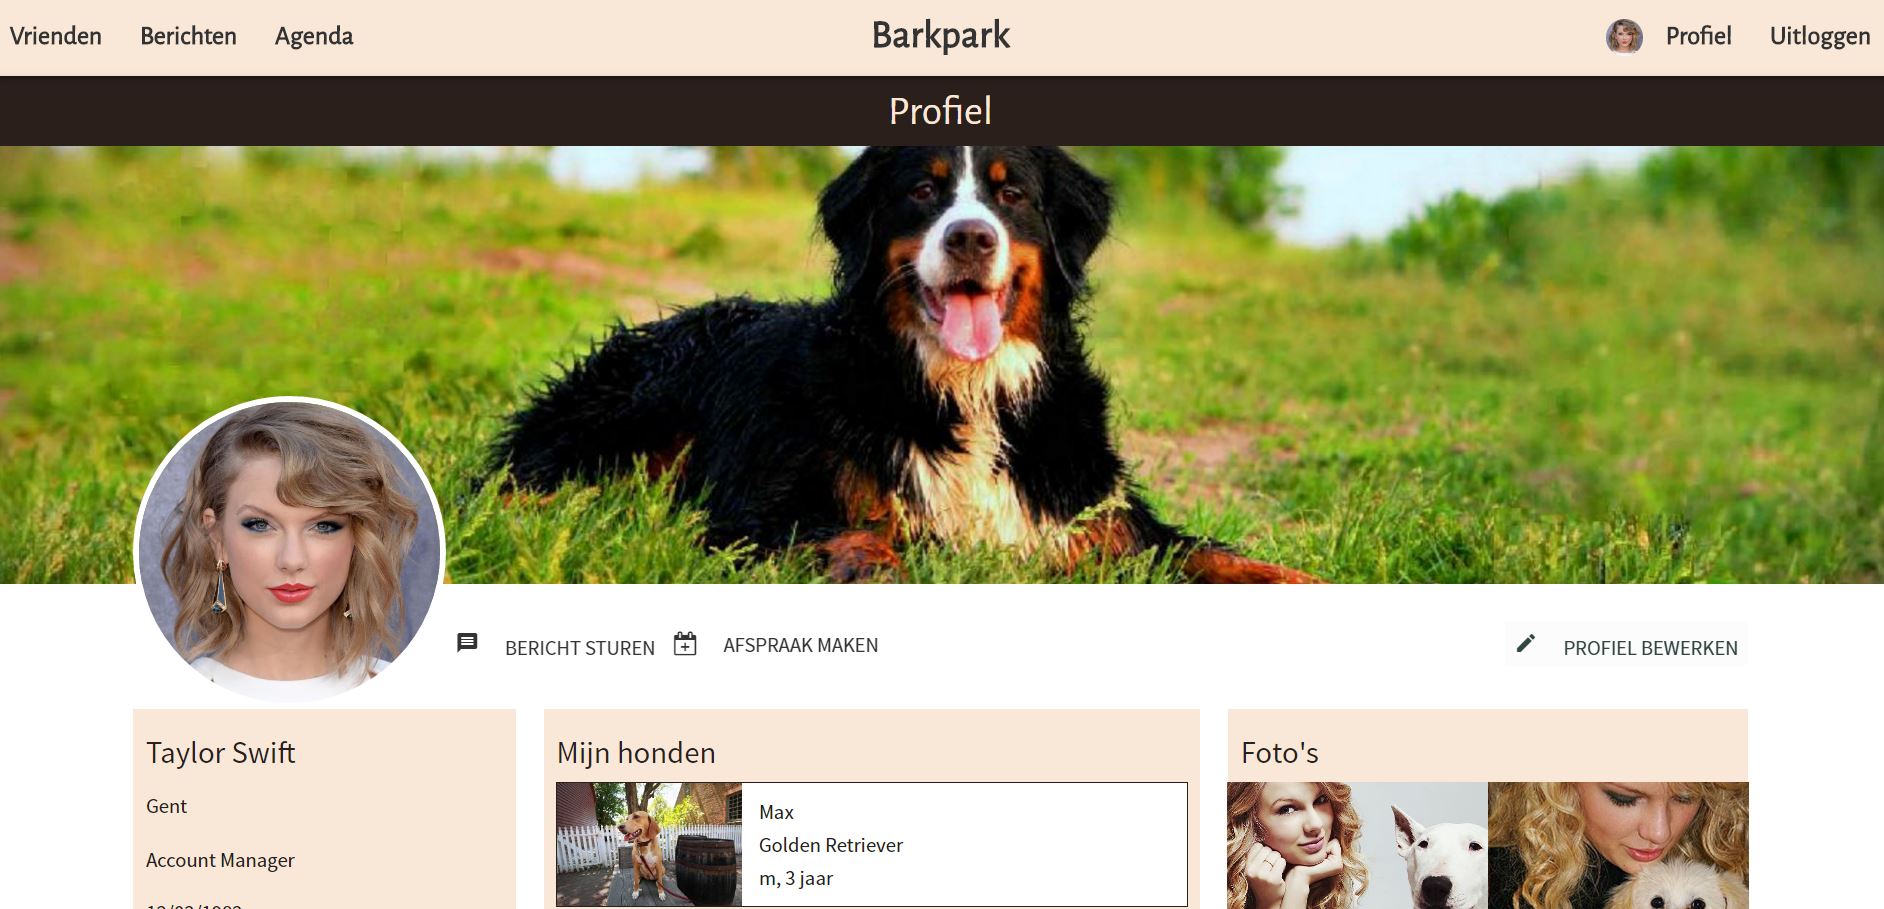 Vrienden Berichten Agenda Barkpark Profiel Uitloggen
Profiel
BERICHT STUREN AFSPRAAK MAKEN PROFIEL BEWERKEN
Taylor Swift
Gent
Account Manager
Mijn honden
Max
Golden Retriever
m, 3 jaar
Foto's